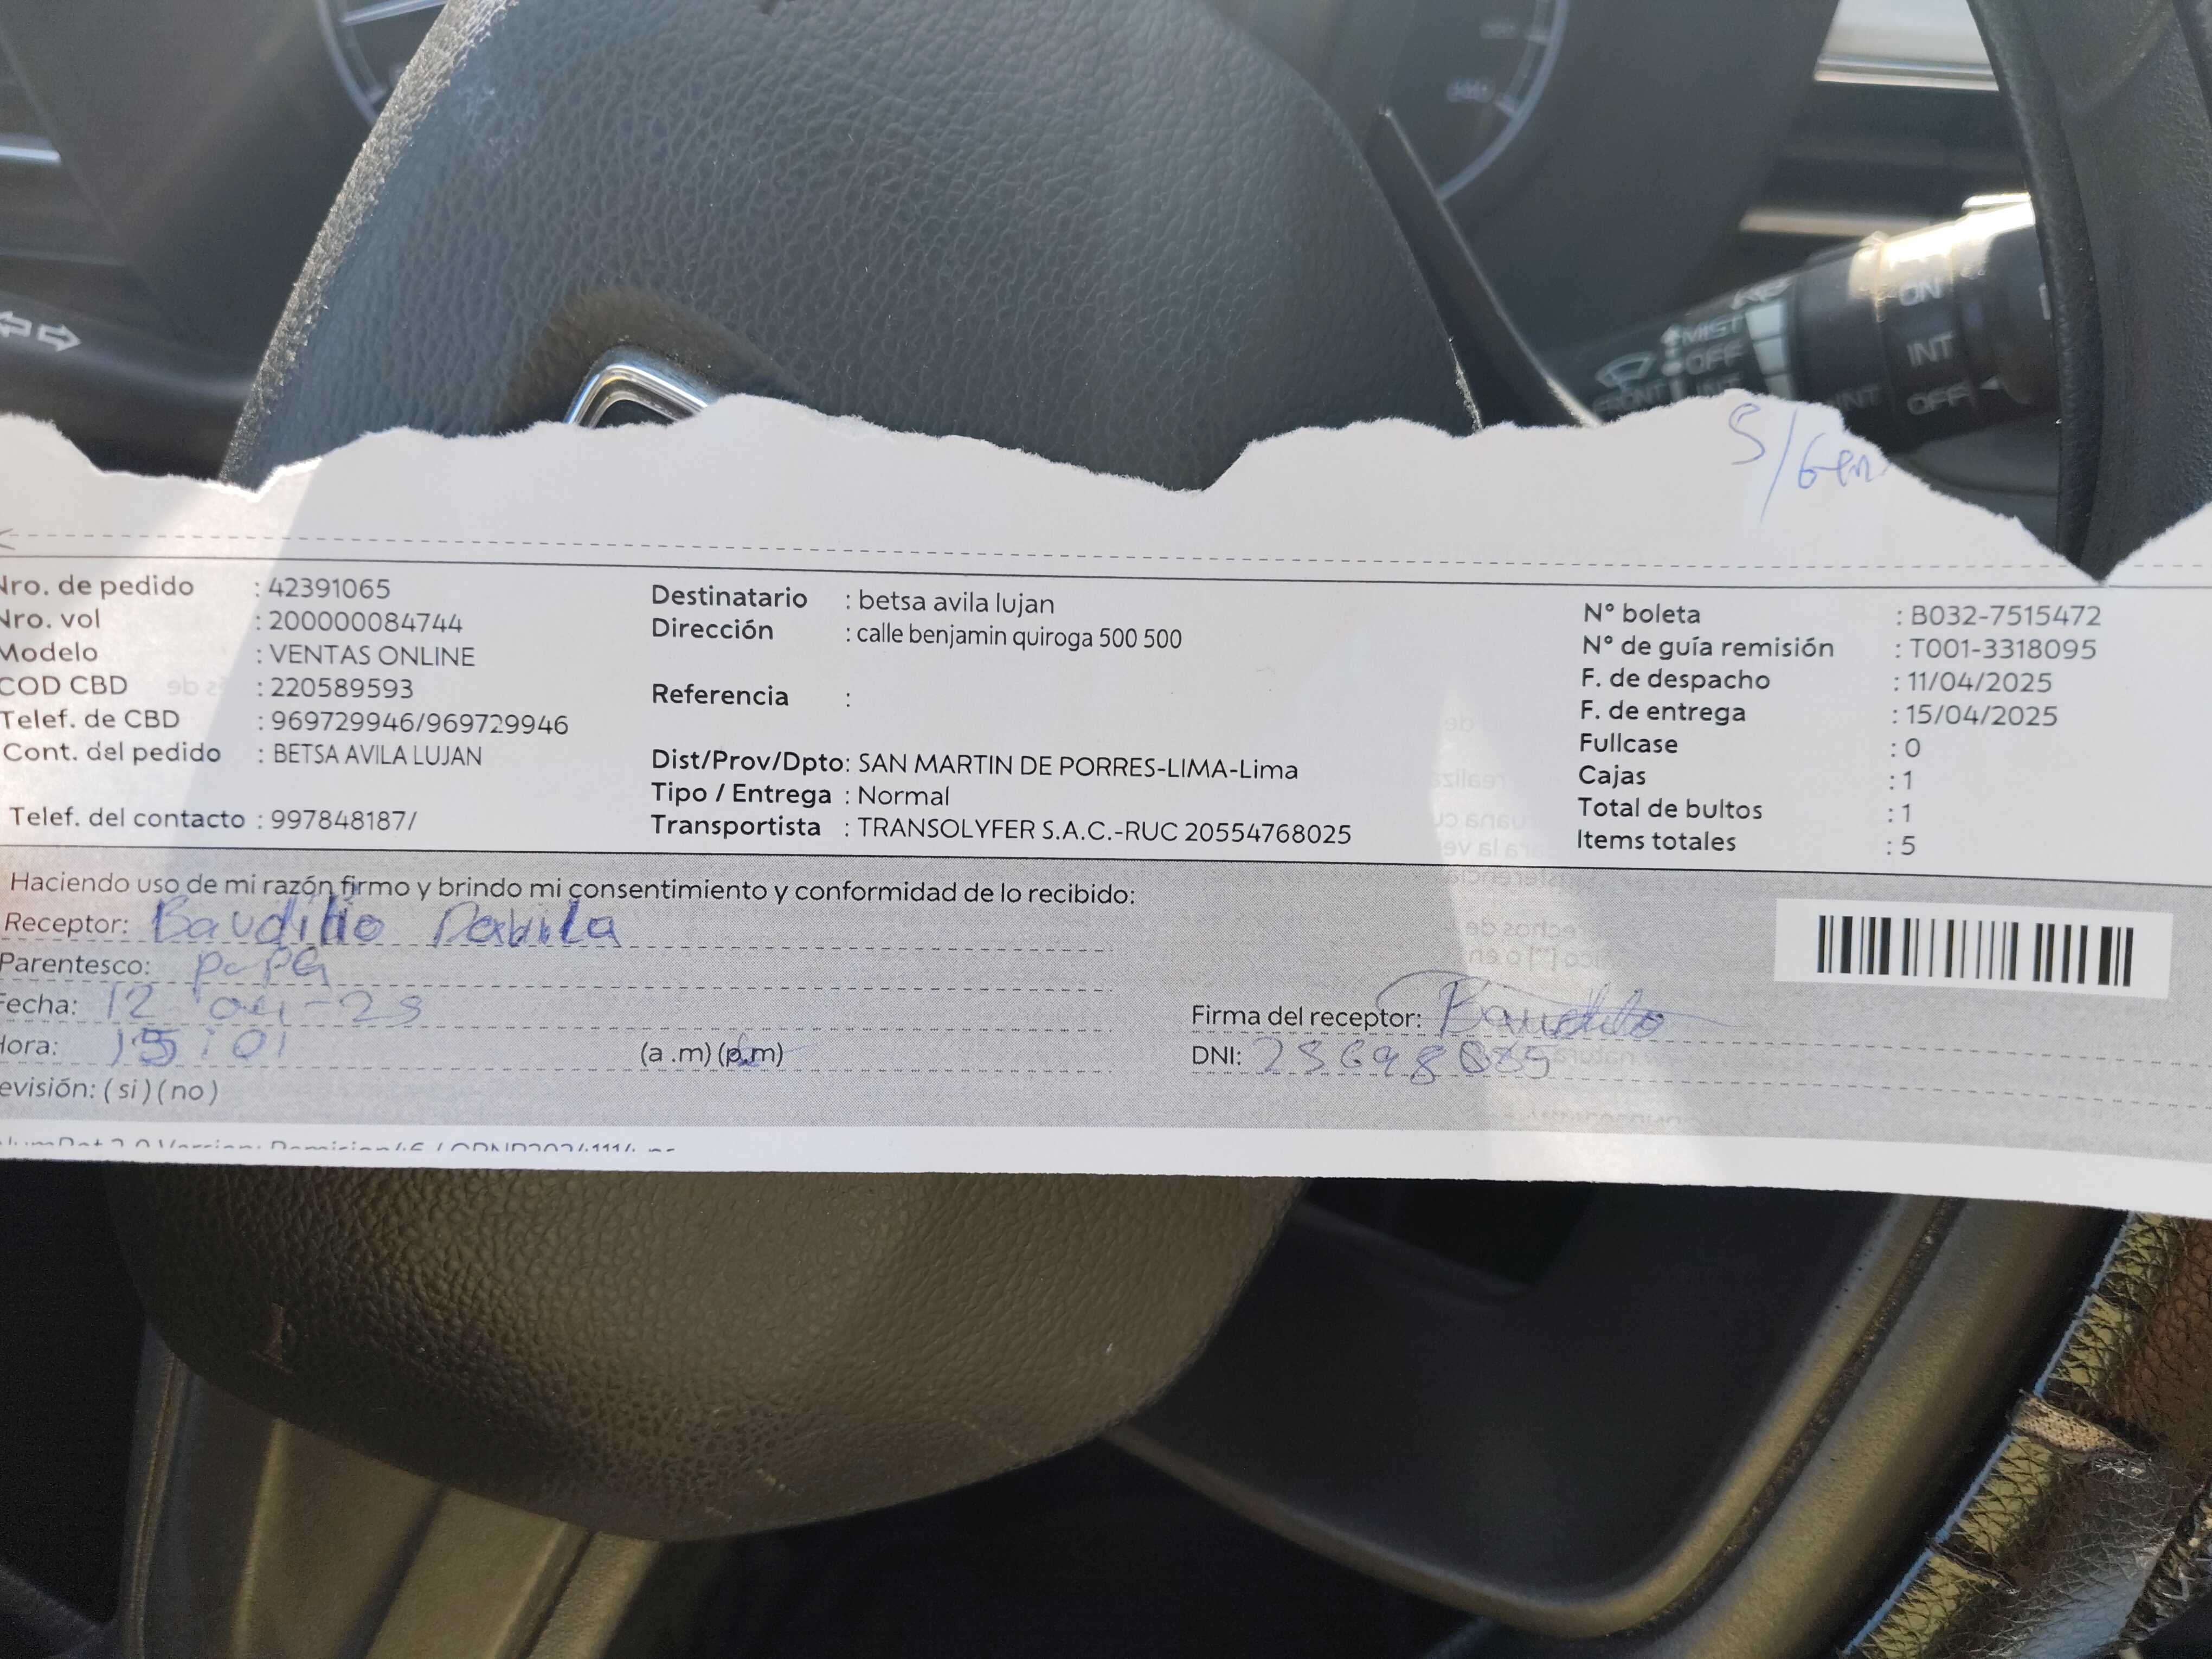 MIST
OFF
ON
INT
OFF
S/Gen
Nro. de pedido : 42391065
Nro. vol : 200000084744
Modelo : VENTAS ONLINE
COD CBD : 220589593
Telef. de CBD : 969729946/969729946
Cont. del pedido : BETSA AVILA LUJAN
Telef. del contacto : 997848187/
Destinatario : betsa avila lujan
Dirección : calle benjamin quiroga 500 500
Referencia :
Dist/Prov/Dpto: SAN MARTIN DE PORRES-LIMA-Lima
Tipo / Entrega : Normal
Transportista : TRANSOLYFER S.A.C.-RUC 20554768025
N° boleta : B032-7515472
N° de guía remisión : T001-3318095
F. de despacho : 11/04/2025
F. de entrega : 15/04/2025
Fullcase : 0
Cajas : 1
Total de bultos : 1
Items totales : 5
Haciendo uso de mi razón firmo y brindo mi consentimiento y conformidad de lo recibido:
Receptor: Baudilio Davila
Parentesco: papa
Fecha: 12 04-25
Hora: 15:01 (a .m) (p.m)
evisión: ( si ) ( no )
Firma del receptor: Baudilio
DNI: